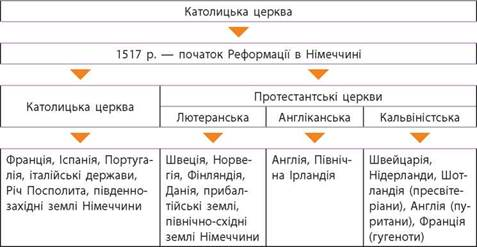 Католицька церква
1517 р. — початок Реформації в Німеччині
Католицька церква
Протестантські церкви
Лютеранська
Англіканська
Кальвіністська
Франція, Іспанія, Португа-
лія, італійські держави,
Річ Посполита, південно-
західні землі Німеччини
Швеція, Норве-
гія, Фінляндія,
Данія, прибал-
тійські землі,
північно-східні
землі Німеччини
Англія, Північ-
на Ірландія
Швейцарія,
Нідерланди, Шот-
ландія (пресвіте-
ріани), Англія (пу-
ритани), Франція
(гугеноти)